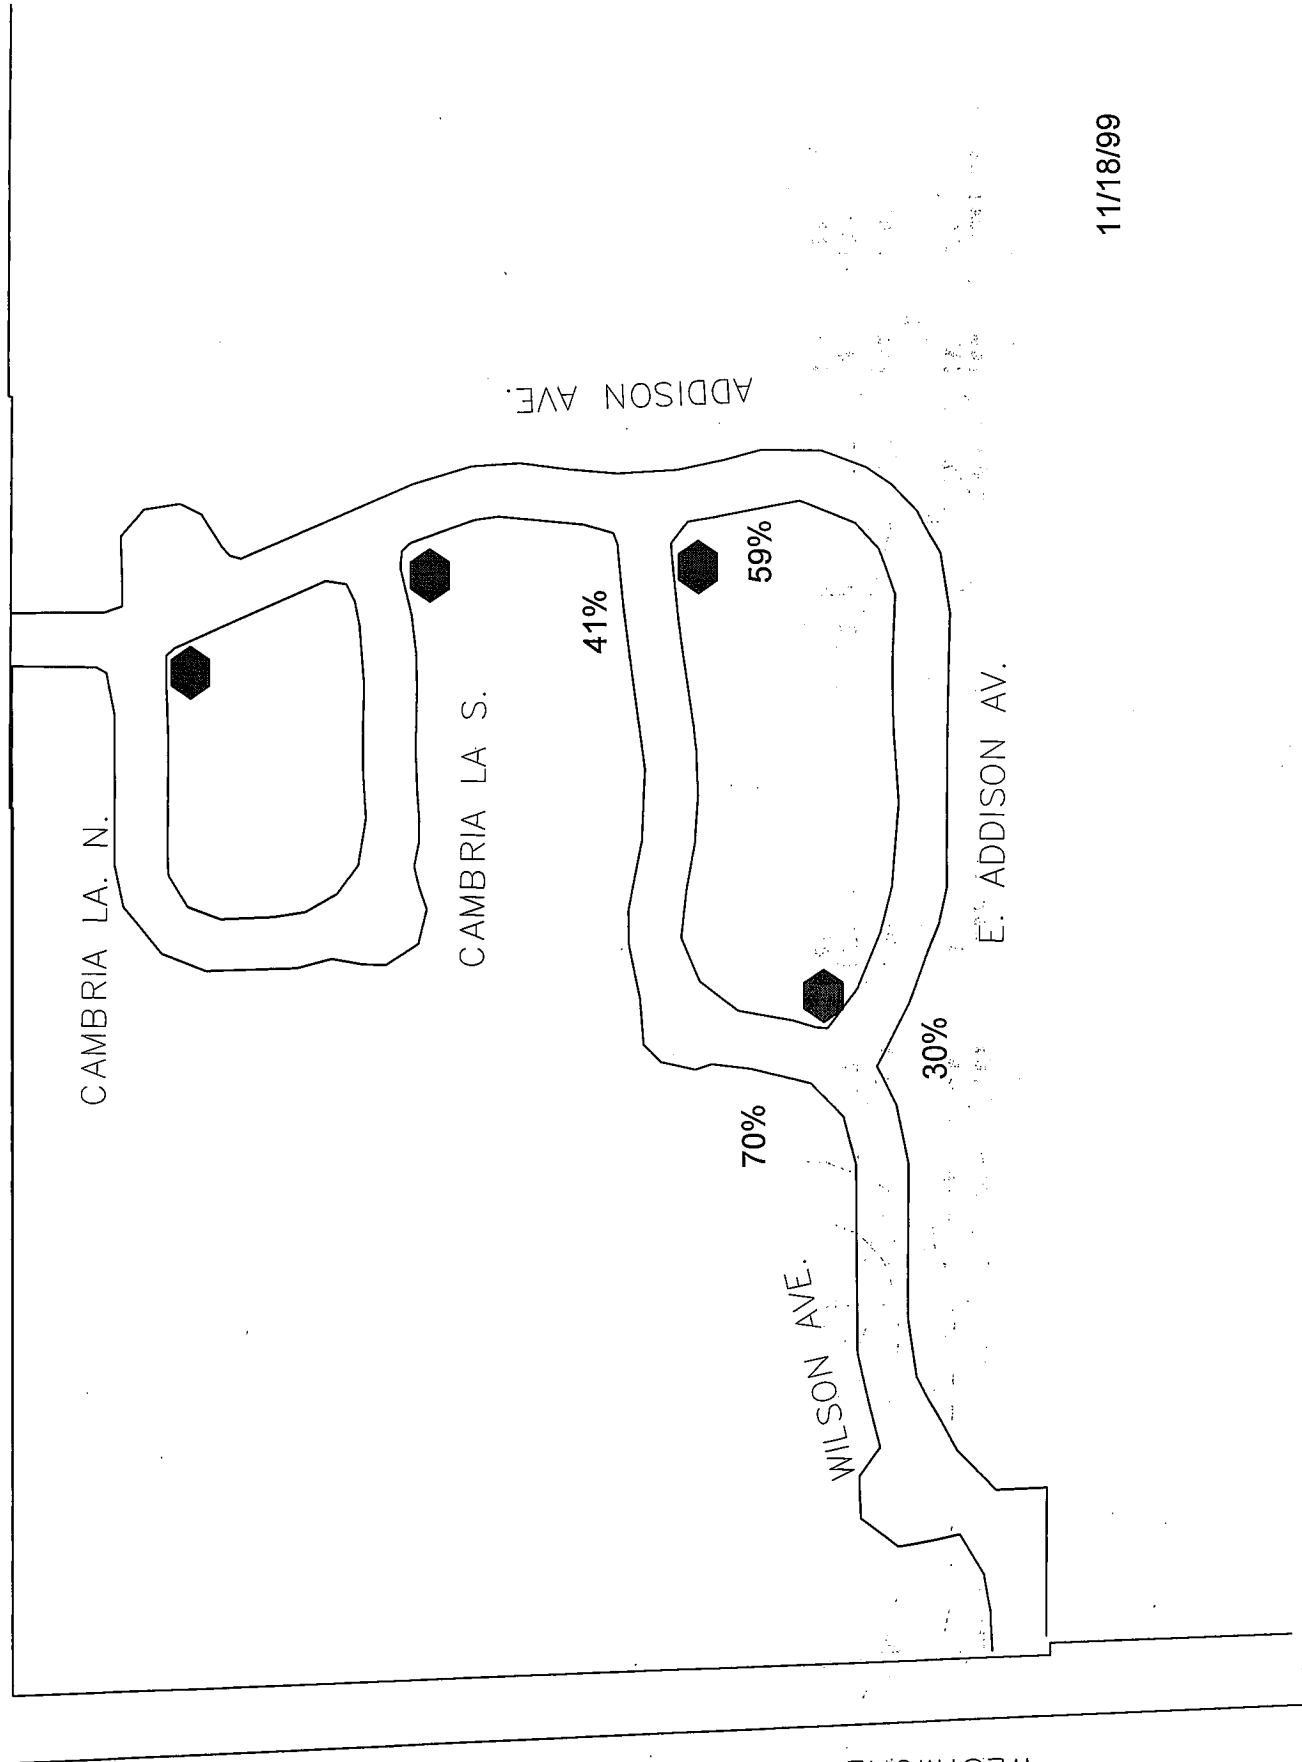 CAMBRIA LA. N.
CAMBRIA LA S.
ADDISON AVE.
41%
59%
70%
30%
WILSON AVE.
E. ADDISON AV.
11/18/99